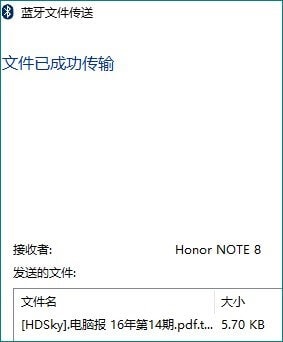 蓝牙文件传送
文件已成功传输
接收者: Honor NOTE 8
发送的文件:
文件名 大小
[HDSky].电脑报 16年第14期.pdf.t... 5.70 KB